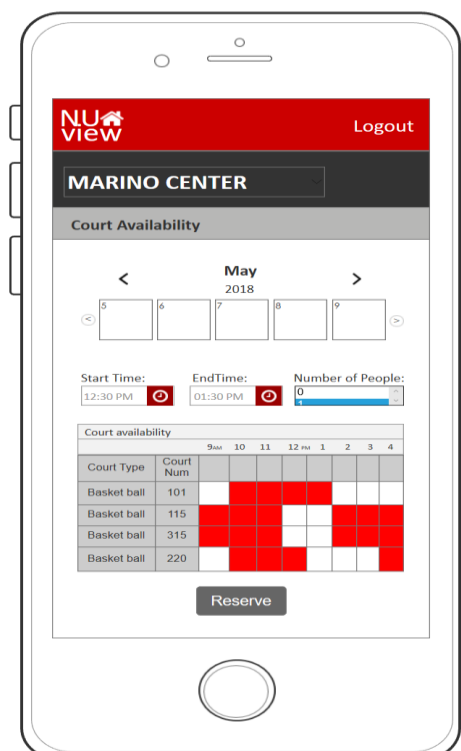 N.U
view
Logout
MARINO CENTER
Court Availability
< May >
2018
< 5 6 7 8 9 >
Start Time: EndTime: Number of People:
12:30 PM 01:30 PM 0
1
Court availability
9AM 10 11 12 PM 1 2 3 4
Court Type Court Num
Basket ball 101
Basket ball 115
Basket ball 315
Basket ball 220
Reserve